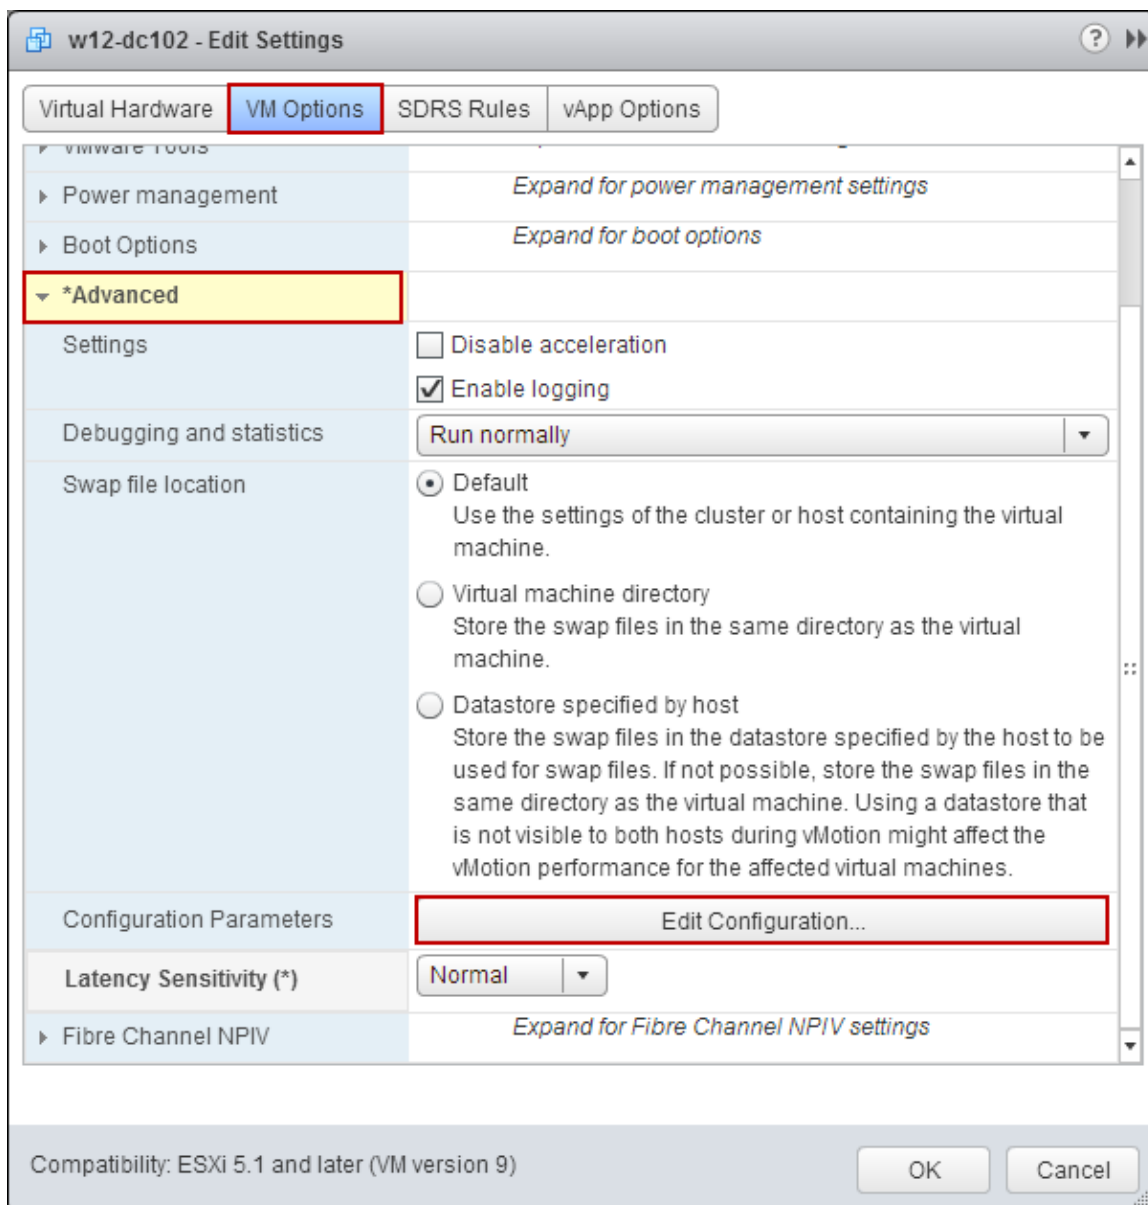 w12-dc102 - Edit Settings
?
Virtual Hardware VM Options SDRS Rules vApp Options
VMware Tools
Power management Expand for power management settings
Boot Options Expand for boot options
*Advanced
Settings Disable acceleration
Enable logging
Debugging and statistics Run normally
Swap file location Default
Use the settings of the cluster or host containing the virtual
machine.
Virtual machine directory
Store the swap files in the same directory as the virtual
machine.
Datastore specified by host
Store the swap files in the datastore specified by the host to be
used for swap files. If not possible, store the swap files in the
same directory as the virtual machine. Using a datastore that
is not visible to both hosts during vMotion might affect the
vMotion performance for the affected virtual machines.
Configuration Parameters Edit Configuration...
Latency Sensitivity (*) Normal
Fibre Channel NPIV Expand for Fibre Channel NPIV settings
Compatibility: ESXi 5.1 and later (VM version 9) OK Cancel